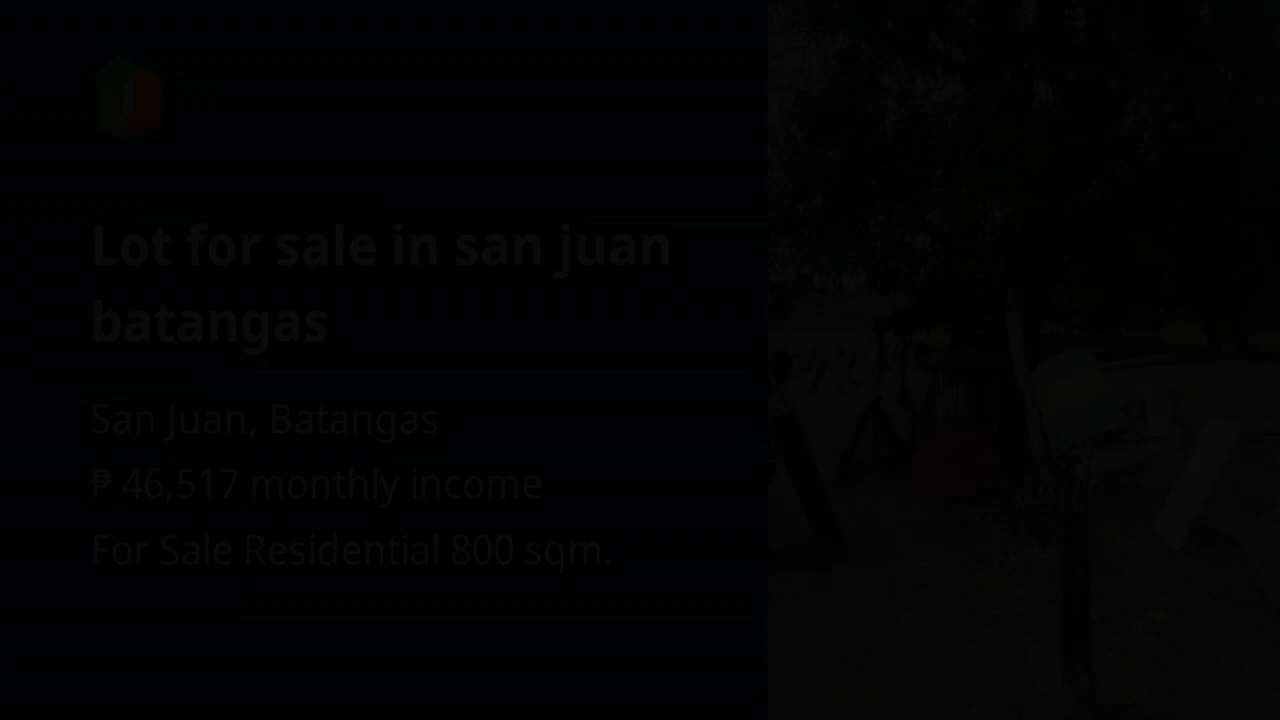 Lot for sale in san juan
batangas
San Juan, Batangas
₱ 46,517 monthly income
For Sale Residential 800 sqm.